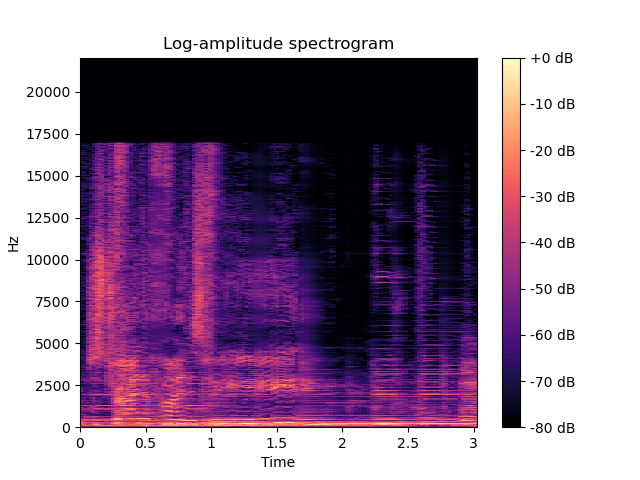 Log-amplitude spectrogram
Hz
20000
17500
15000
12500
10000
7500
5000
2500
0
0 0.5 1 1.5 2 2.5 3
Time
+0 dB
-10 dB
-20 dB
-30 dB
-40 dB
-50 dB
-60 dB
-70 dB
-80 dB